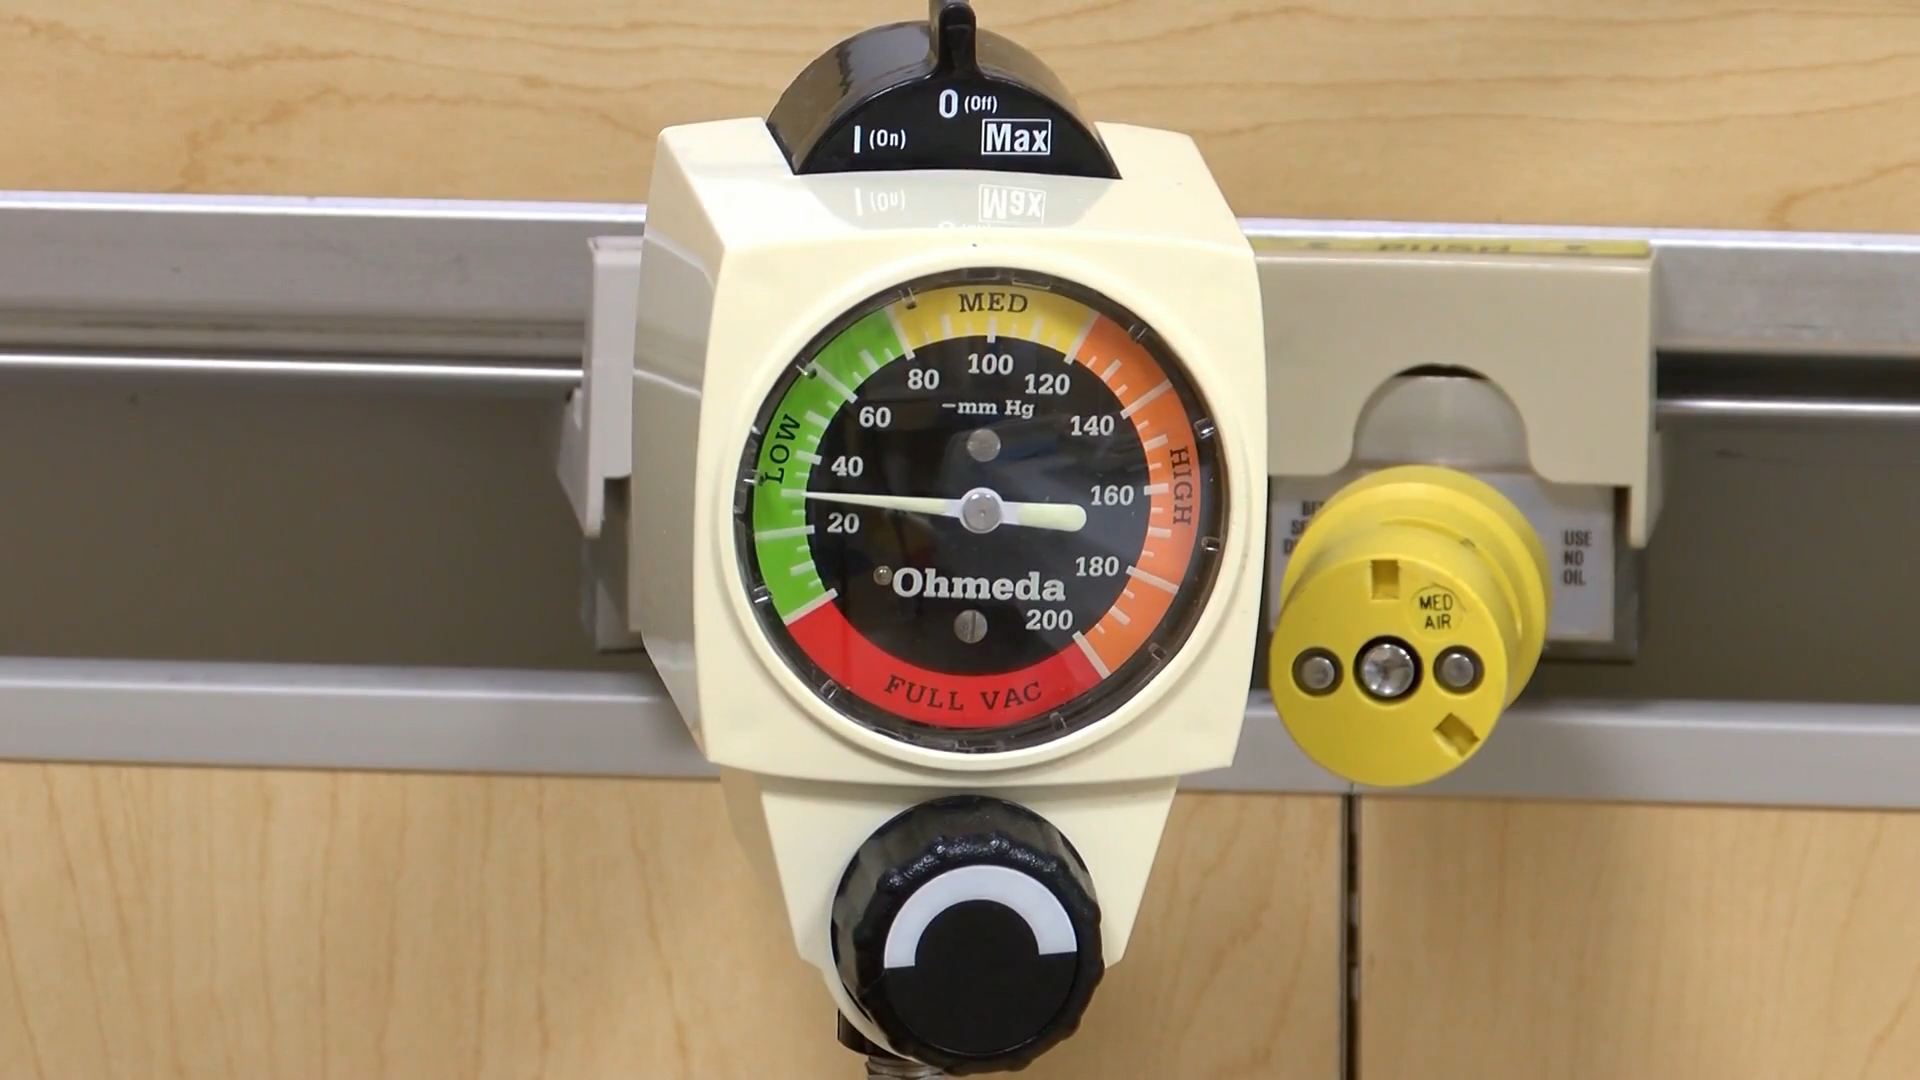 0 (Off)
I (On)
Max
PUSH
MED
LOW
HIGH
80
100
120
60
140
40
160
20
180
200
-mm Hg
Ohmeda
FULL VAC
USE
NO
OIL
MED
AIR